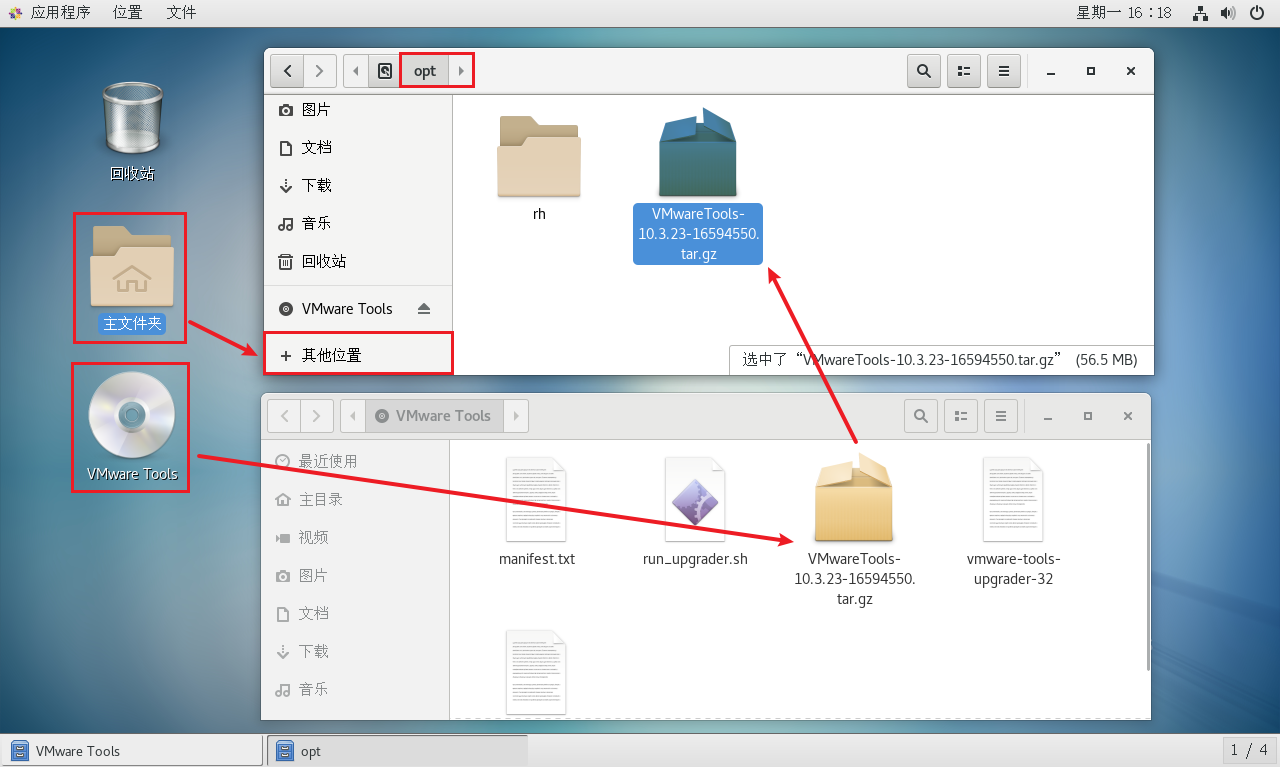 应用程序 位置 文件 星期一 16：18
回收站
主文件夹
VMware Tools
opt
图片
文档
下载
音乐
回收站
VMware Tools
其他位置
rh
VMwareTools-
10.3.23-16594550.
tar.gz
选中了“VMwareTools-10.3.23-16594550.tar.gz” (56.5 MB)
VMware Tools
最近使用
主目录
视频
图片
文档
下载
音乐
manifest.txt
run_upgrader.sh
VMwareTools-
10.3.23-16594550.
tar.gz
vmware-tools-
upgrader-32
VMware Tools
opt
1 / 4